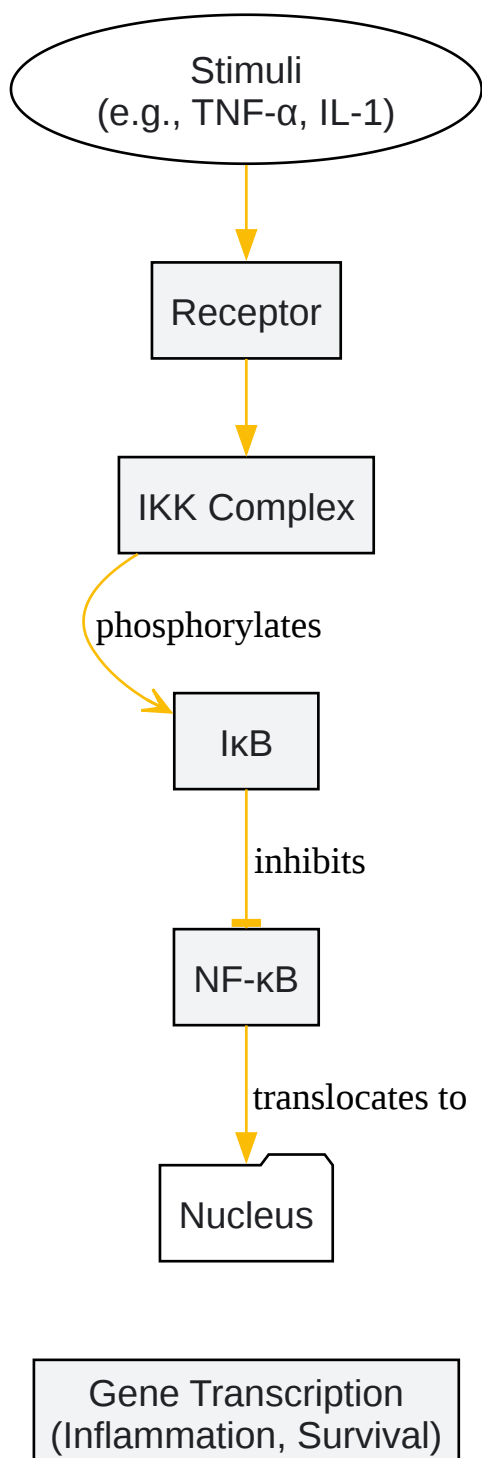 Stimuli
(e.g., TNF-α, IL-1)
Receptor
IKK Complex
phosphorylates
IκB
inhibits
NF-κB
translocates to
Nucleus
Gene Transcription
(Inflammation, Survival)